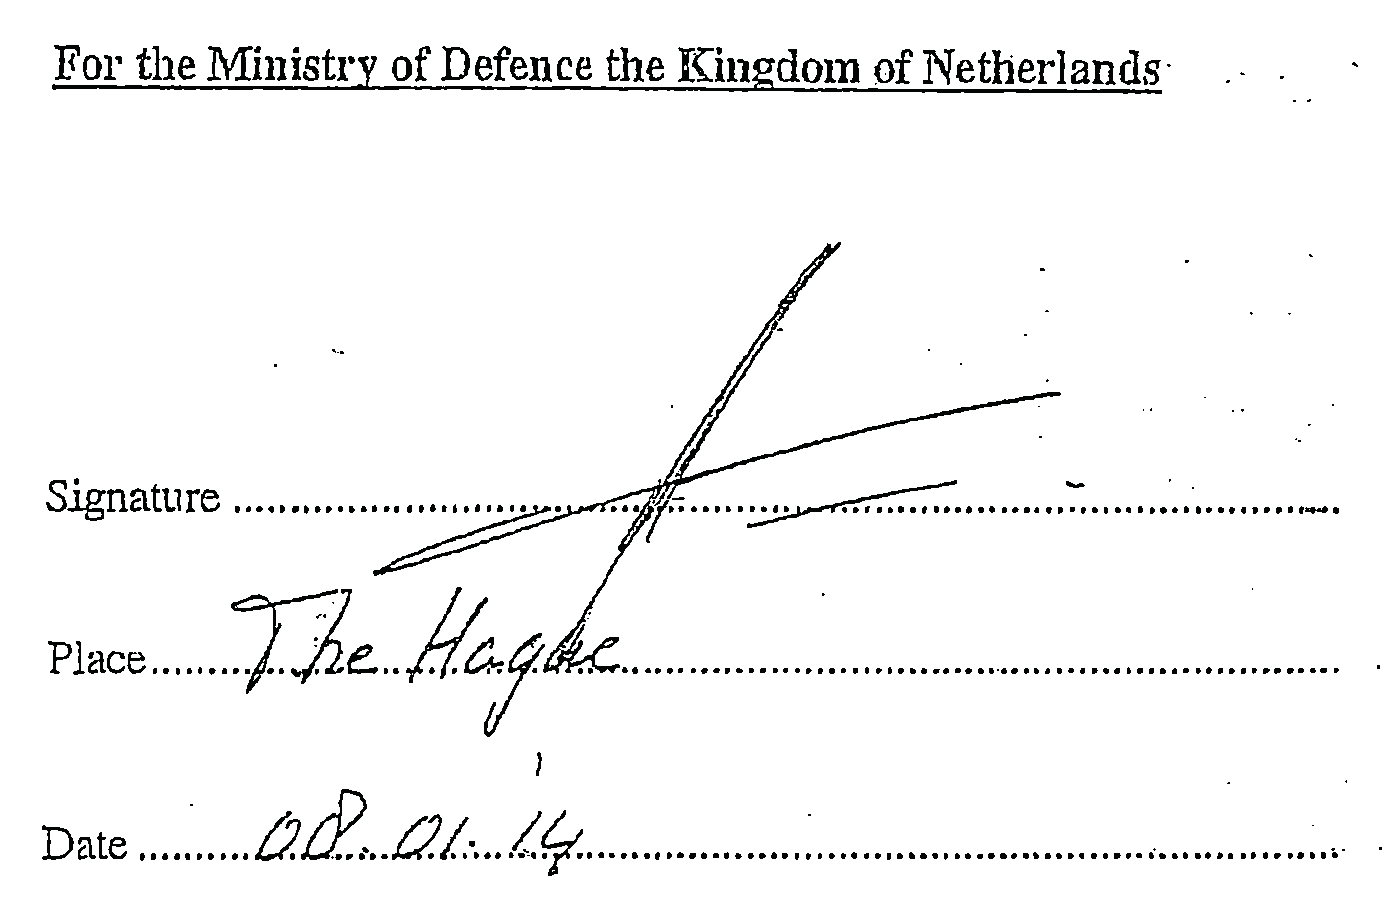 For the Ministry of Defence the Kingdom of Netherlands
Signature
Place The Hague
Date 08.01.14